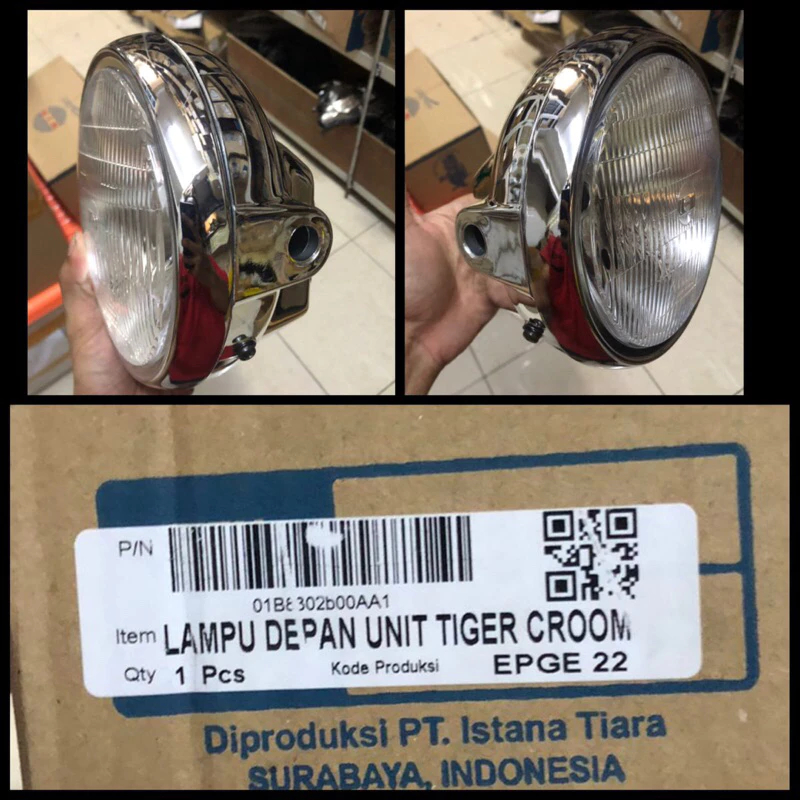 P/N
01B8302b00AA1
Item LAMPU DEPAN UNIT TIGER CROOM
Qty 1 Pcs Kode Produksi EPGE 22
Diproduksi PT. Istana Tiara
SURABAYA, INDONESIA